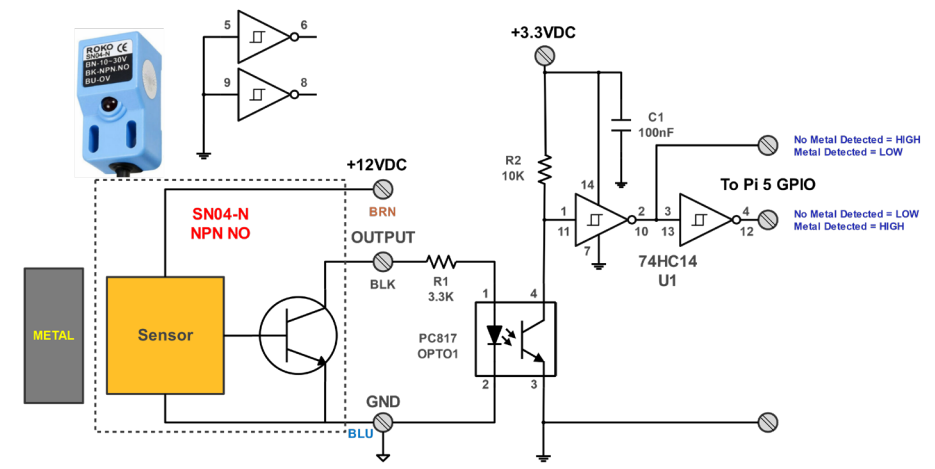 ROKO CE
SN04-N
BN-10~30V
BK-NPN.NO
BU-OV
5
6
9
8
+3.3VDC
C1
100nF
R2
10K
No Metal Detected = HIGH
Metal Detected = LOW
To Pi 5 GPIO
14
1
11
2
10
3
13
4
12
7
No Metal Detected = LOW
Metal Detected = HIGH
74HC14
U1
+12VDC
BRN
SN04-N
NPN NO
OUTPUT
BLK
R1
3.3K
METAL
Sensor
1
4
PC817
OPTO1
2
3
GND
BLU